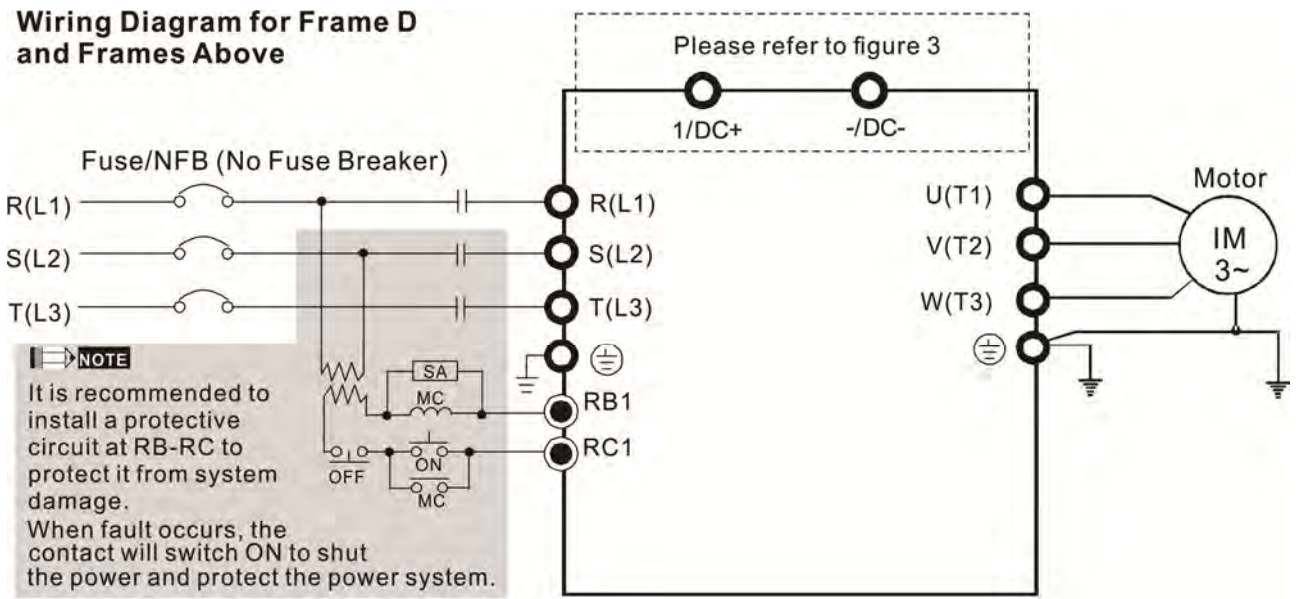 Wiring Diagram for Frame D
and Frames Above
Please refer to figure 3
1/DC+
-/DC-
Fuse/NFB (No Fuse Breaker)
R(L1)
S(L2)
T(L3)
R(L1)
S(L2)
T(L3)
U(T1)
V(T2)
W(T3)
Motor
IM
3~
NOTE
It is recommended to
install a protective
circuit at RB-RC to
protect it from system
damage.
When fault occurs, the
contact will switch ON to shut
the power and protect the power system.
SA
MC
OFF
ON
MC
RB1
RC1